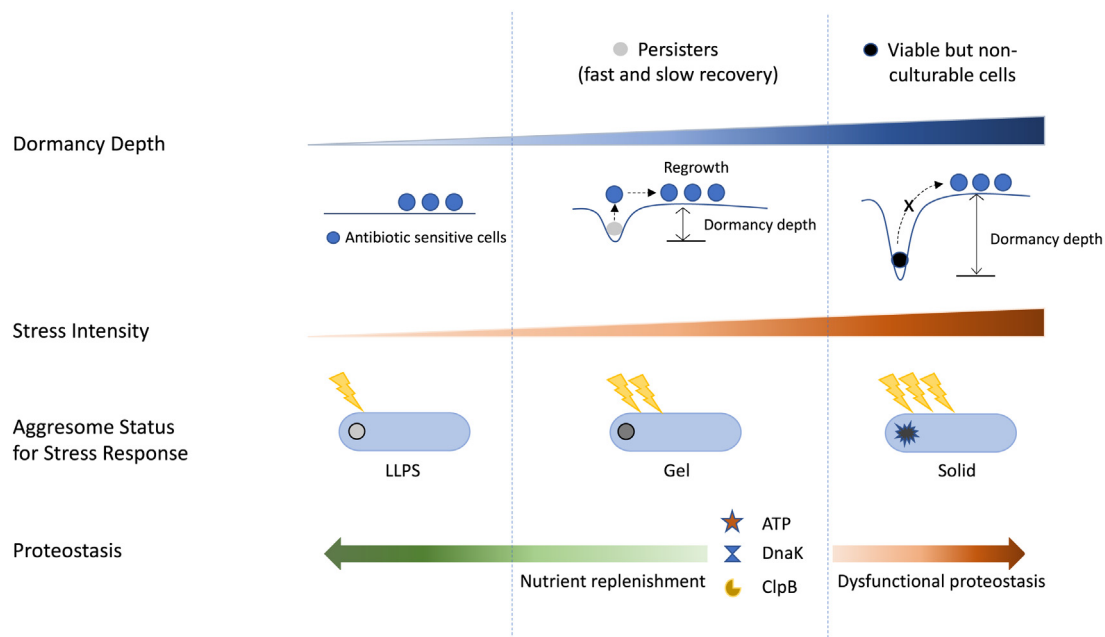 Persisters
(fast and slow recovery)
Viable but non-
culturable cells
Dormancy Depth
Regrowth
Antibiotic sensitive cells
Dormancy depth
X
Dormancy depth
Stress Intensity
Aggresome Status
for Stress Response
LLPS
Gel
Solid
Proteostasis
ATP
DnaK
ClpB
Nutrient replenishment
Dysfunctional proteostasis